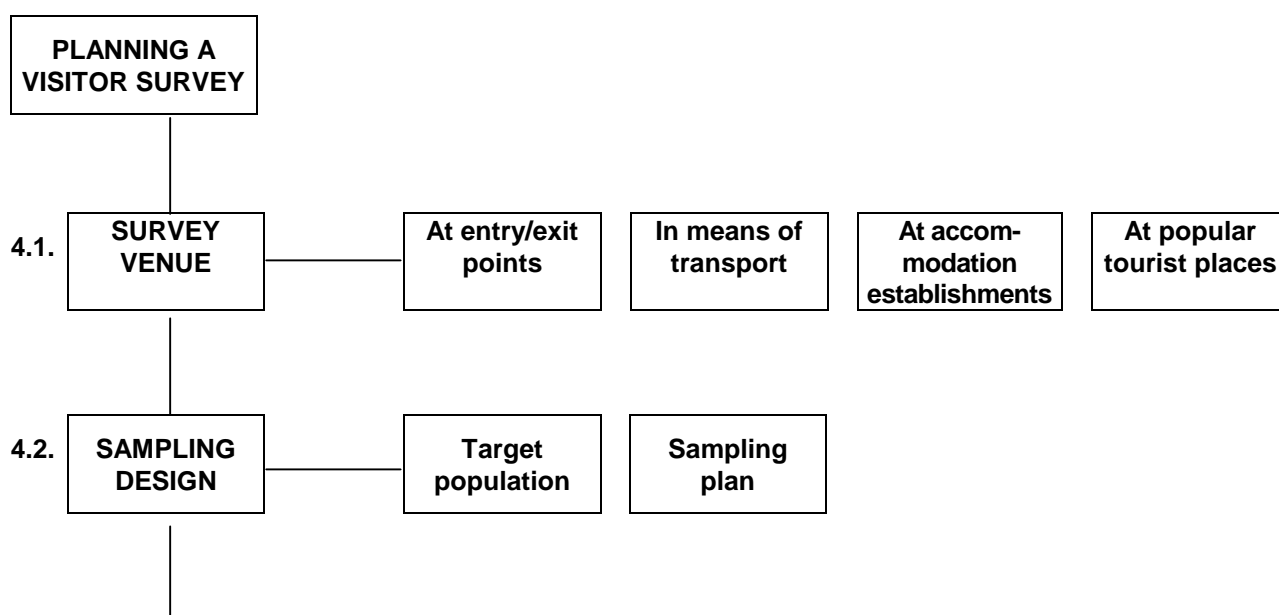 PLANNING A
VISITOR SURVEY
4.1.
SURVEY
VENUE
At entry/exit
points
In means of
transport
At accom-
modation
establishments
At popular
tourist places
4.2.
SAMPLING
DESIGN
Target
population
Sampling
plan